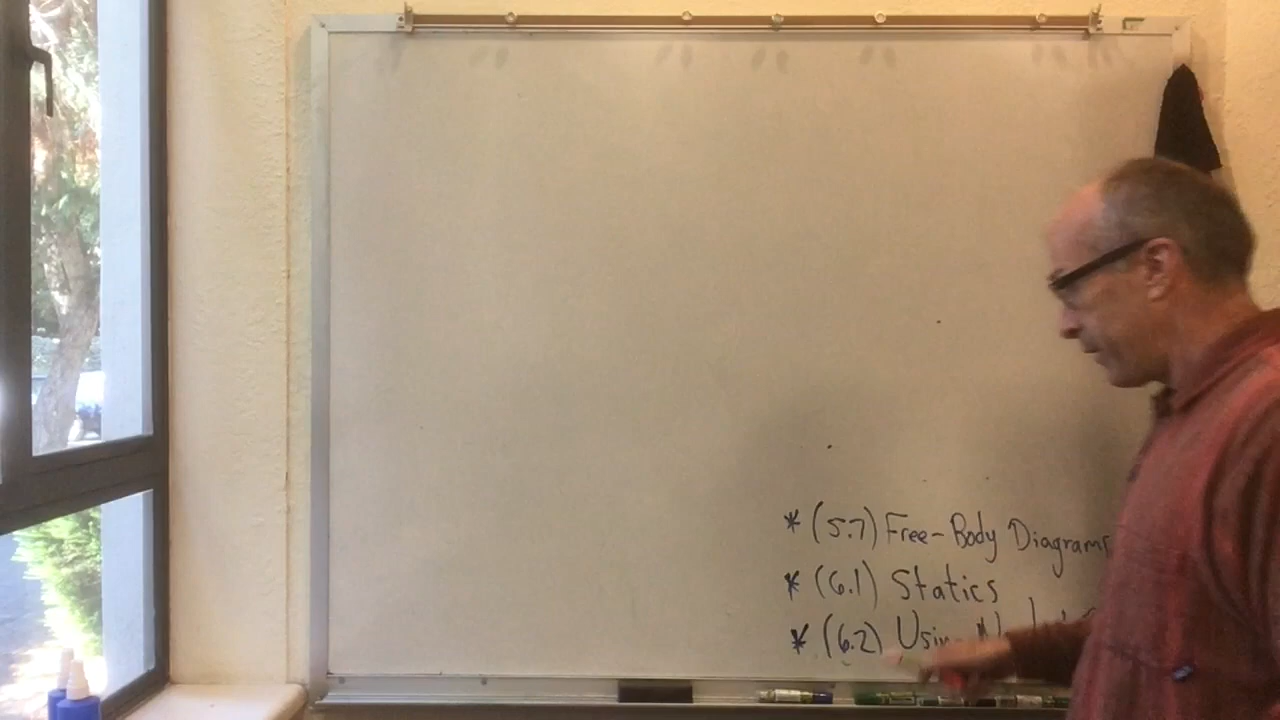 * (5.7) Free-Body Diagrams
* (6.1) Statics
* (6.2) Using